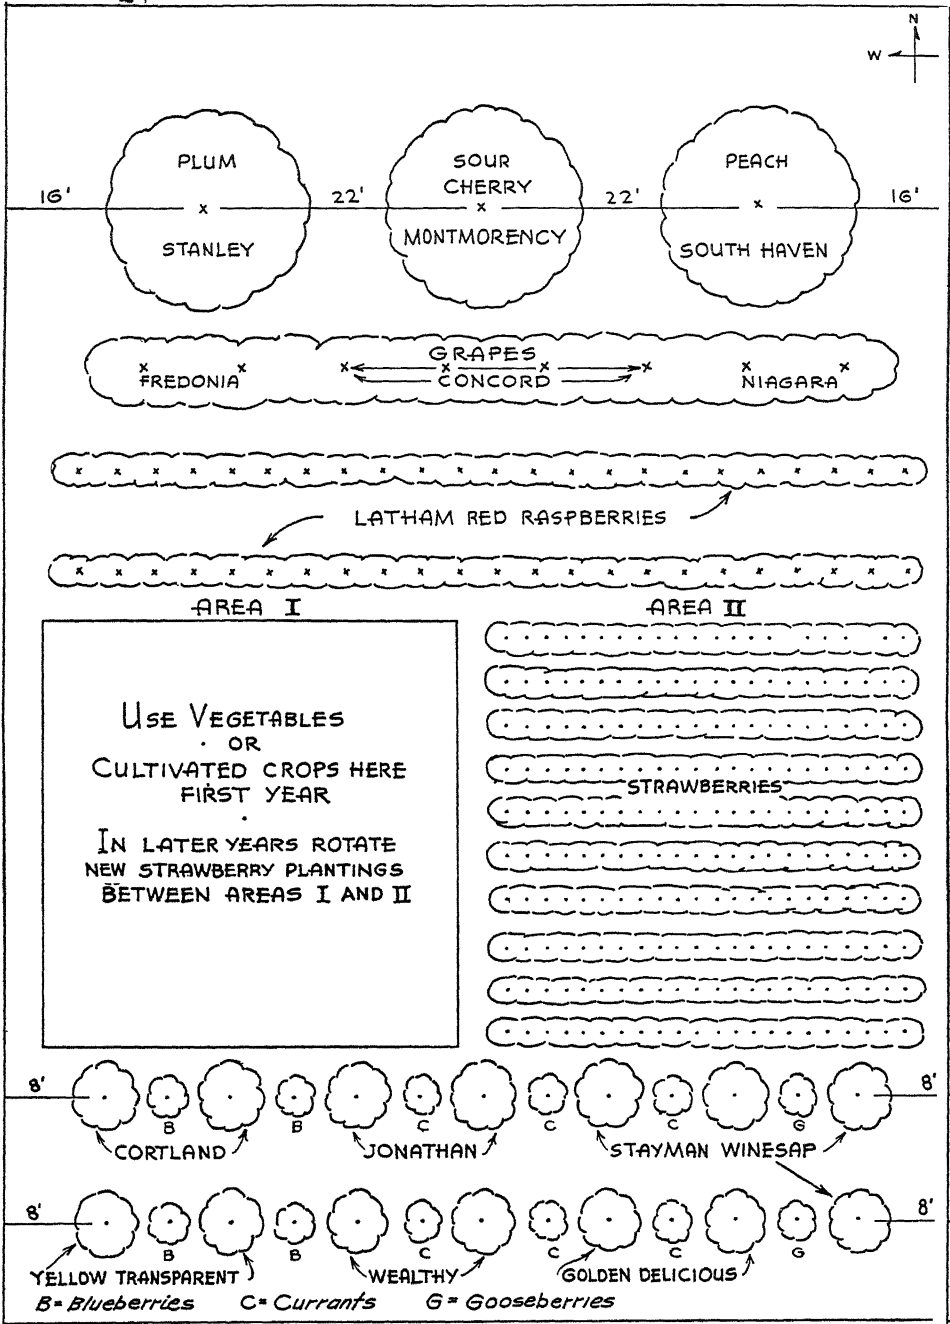 N
W
PLUM
STANLEY
SOUR
CHERRY
MONTMORENCY
PEACH
SOUTH HAVEN
16' 22' 22' 16'
GRAPES
FREDONIA CONCORD NIAGARA
LATHAM RED RASPBERRIES
AREA I AREA II
USE VEGETABLES
OR
CULTIVATED CROPS HERE
FIRST YEAR
IN LATER YEARS ROTATE
NEW STRAWBERRY PLANTINGS
BETWEEN AREAS I AND II
STRAWBERRIES
8' 8'
B B C C C G
CORTLAND JONATHAN STAYMAN WINESAP
8' 8'
B B C C C G
YELLOW TRANSPARENT WEALTHY GOLDEN DELICIOUS
B = Blueberries C = Currants G = Gooseberries